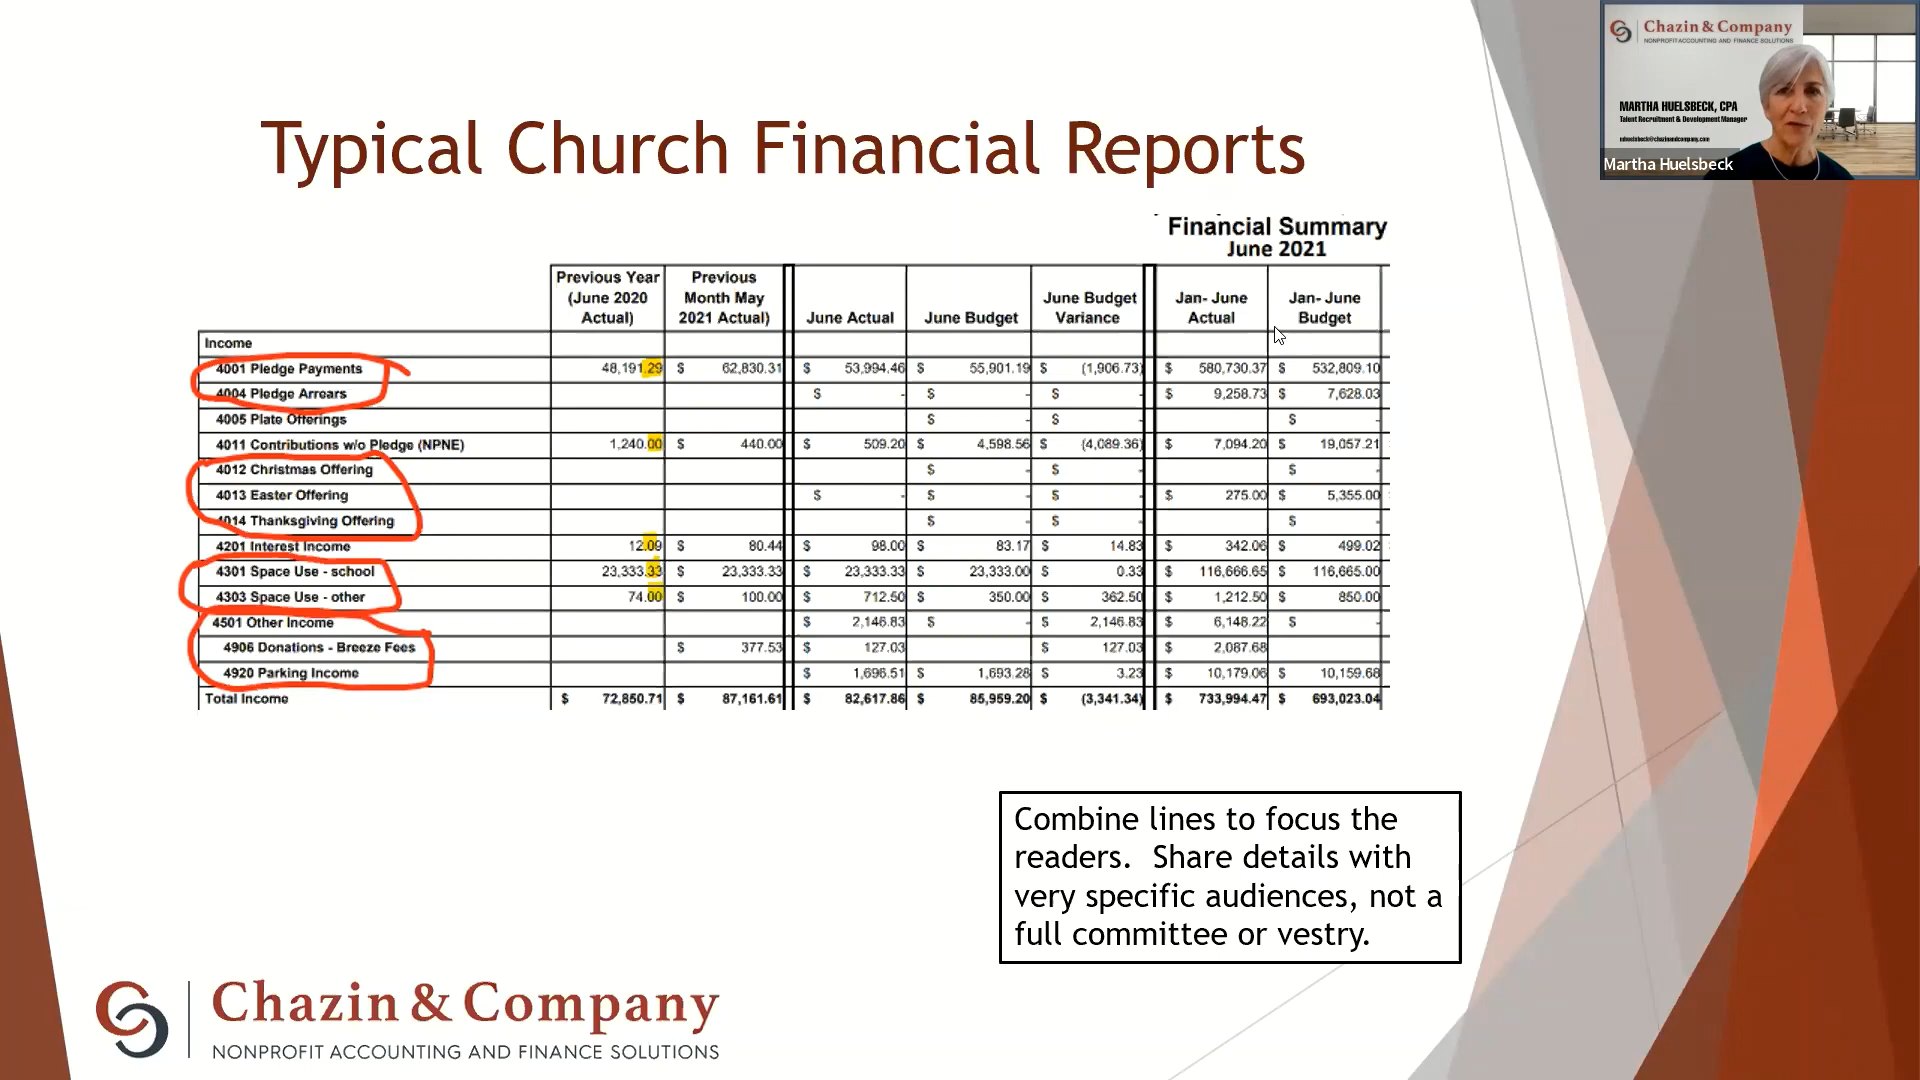 Typical Church Financial Reports
Chazin & Company
NONPROFIT ACCOUNTING AND FINANCE SOLUTIONS
MARTHA HUELSBECK, CPA
Talent Recruitment & Development Manager
mhuelsbeck@chazinandcompany.com
Martha Huelsbeck
Financial Summary
June 2021
Previous Year (June 2020 Actual) Previous Month May 2021 Actual) June Actual June Budget June Budget Variance Jan- June Actual Jan- June Budget
Income
4001 Pledge Payments 48,191.29 $ 62,830.31 $ 53,994.46 $ 55,901.19 $ (1,906.73) $ 580,730.37 $ 532,809.10
4004 Pledge Arrears $ - $ - $ - $ 9,258.73 $ 7,628.03
4005 Plate Offerings $ - $ - $ -
4011 Contributions w/o Pledge (NPNE) 1,240.00 $ 440.00 $ 509.20 $ 4,598.56 $ (4,089.36) $ 7,094.20 $ 19,057.21
4012 Christmas Offering $ - $ - $ -
4013 Easter Offering $ - $ - $ - $ 275.00 $ 5,355.00
4014 Thanksgiving Offering $ - $ - $ -
4201 Interest Income 12.09 $ 80.44 $ 98.00 $ 83.17 $ 14.83 $ 342.06 $ 499.02
4301 Space Use - school 23,333.33 $ 23,333.33 $ 23,333.33 $ 23,333.00 $ 0.33 $ 116,666.65 $ 116,665.00
4303 Space Use - other 74.00 $ 100.00 $ 712.50 $ 350.00 $ 362.50 $ 1,212.50 $ 850.00
4501 Other Income $ 2,146.83 $ - $ 2,146.83 $ 6,148.22 $ -
4906 Donations - Breeze Fees $ 377.53 $ 127.03 $ 127.03 $ 2,087.68
4920 Parking Income $ 1,696.51 $ 1,693.28 $ 3.23 $ 10,179.06 $ 10,159.68
Total Income $ 72,850.71 $ 87,161.61 $ 82,617.86 $ 85,959.20 $ (3,341.34) $ 733,994.47 $ 693,023.04
Combine lines to focus the
readers. Share details with
very specific audiences, not a
full committee or vestry.
Chazin & Company
NONPROFIT ACCOUNTING AND FINANCE SOLUTIONS